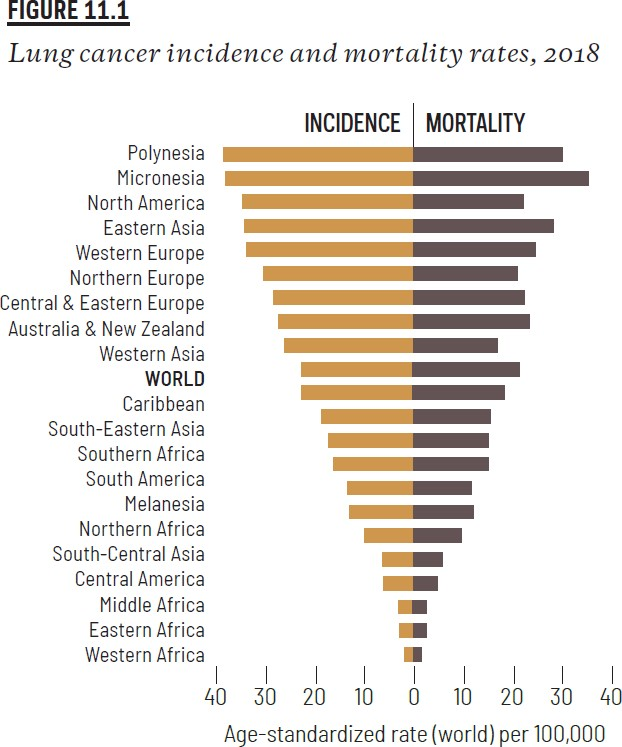 FIGURE 11.1
Lung cancer incidence and mortality rates, 2018
INCIDENCE MORTALITY
Polynesia
Micronesia
North America
Eastern Asia
Western Europe
Northern Europe
Central & Eastern Europe
Australia & New Zealand
Western Asia
WORLD
Caribbean
South-Eastern Asia
Southern Africa
South America
Melanesia
Northern Africa
South-Central Asia
Central America
Middle Africa
Eastern Africa
Western Africa
40 30 20 10 0 10 20 30 40
Age-standardized rate (world) per 100,000